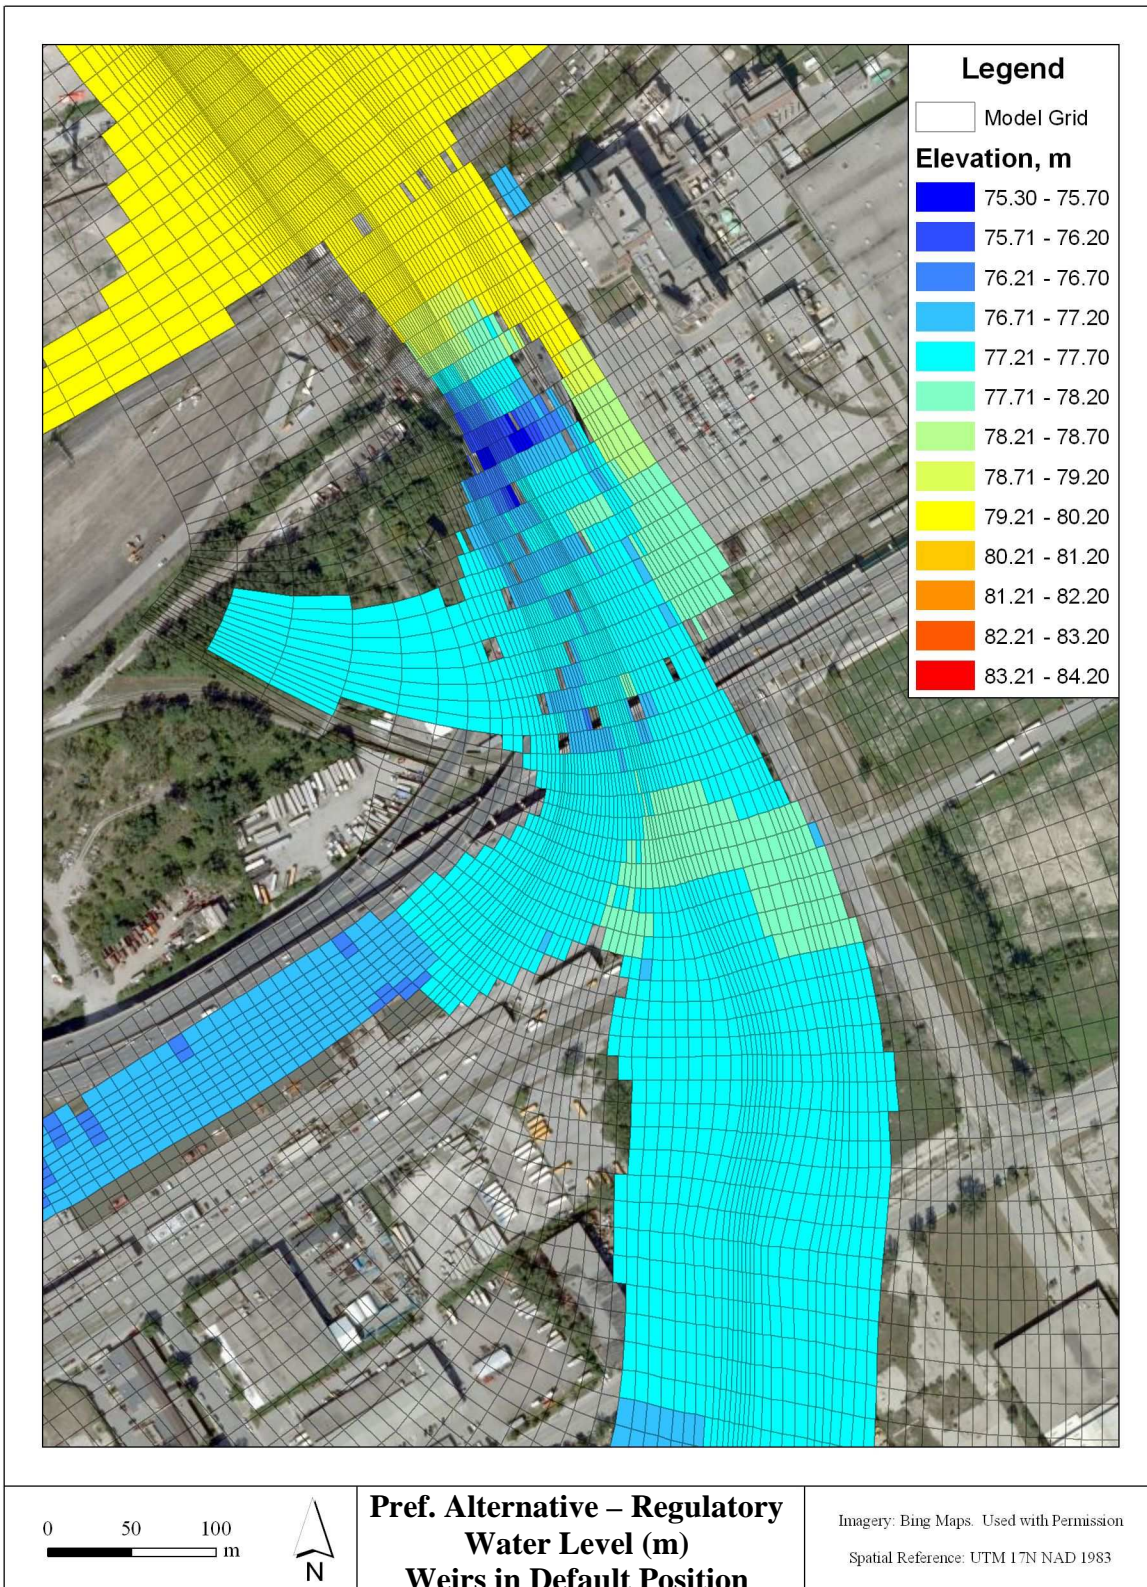 Legend
Model Grid
Elevation, m
75.30 - 75.70
75.71 - 76.20
76.21 - 76.70
76.71 - 77.20
77.21 - 77.70
77.71 - 78.20
78.21 - 78.70
78.71 - 79.20
79.21 - 80.20
80.21 - 81.20
81.21 - 82.20
82.21 - 83.20
83.21 - 84.20
0 50 100
m
N
Pref. Alternative – Regulatory
Water Level (m)
Weirs in Default Position
Imagery: Bing Maps. Used with Permission
Spatial Reference: UTM 17N NAD 1983